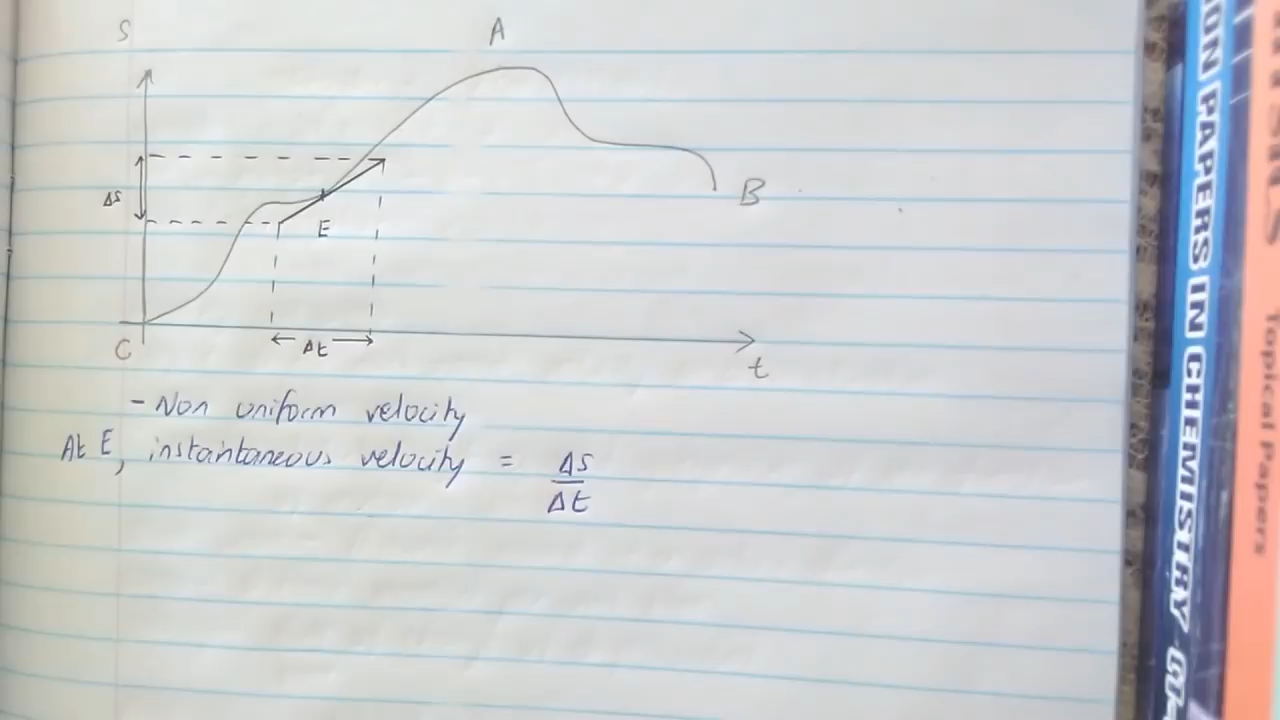 S
A
Δs
E
B
C
Δt
t
- Non uniform velocity
At E, instantaneous velocity = Δs
Δt
ON PAPERS IN CHEMISTRY
Topical Papers